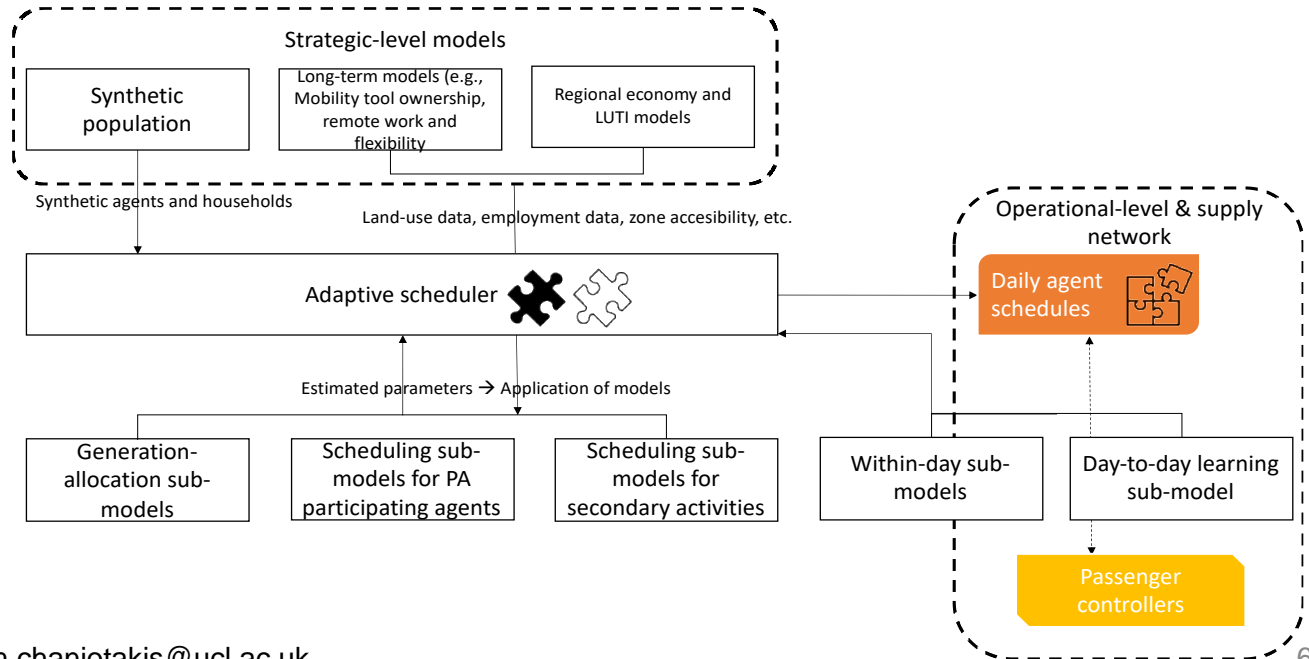 Strategic-level models
Synthetic
population
Long-term models (e.g.,
Mobility tool ownership,
remote work and
flexibility
Regional economy and
LUTI models
Synthetic agents and households
Land-use data, employment data, zone accesibility, etc.
Operational-level & supply
network
Adaptive scheduler
Daily agent
schedules
Estimated parameters → Application of models
Generation-
allocation sub-
models
Scheduling sub-
models for PA
participating agents
Scheduling sub-
models for
secondary activities
Within-day sub-
models
Day-to-day learning
sub-model
Passenger
controllers